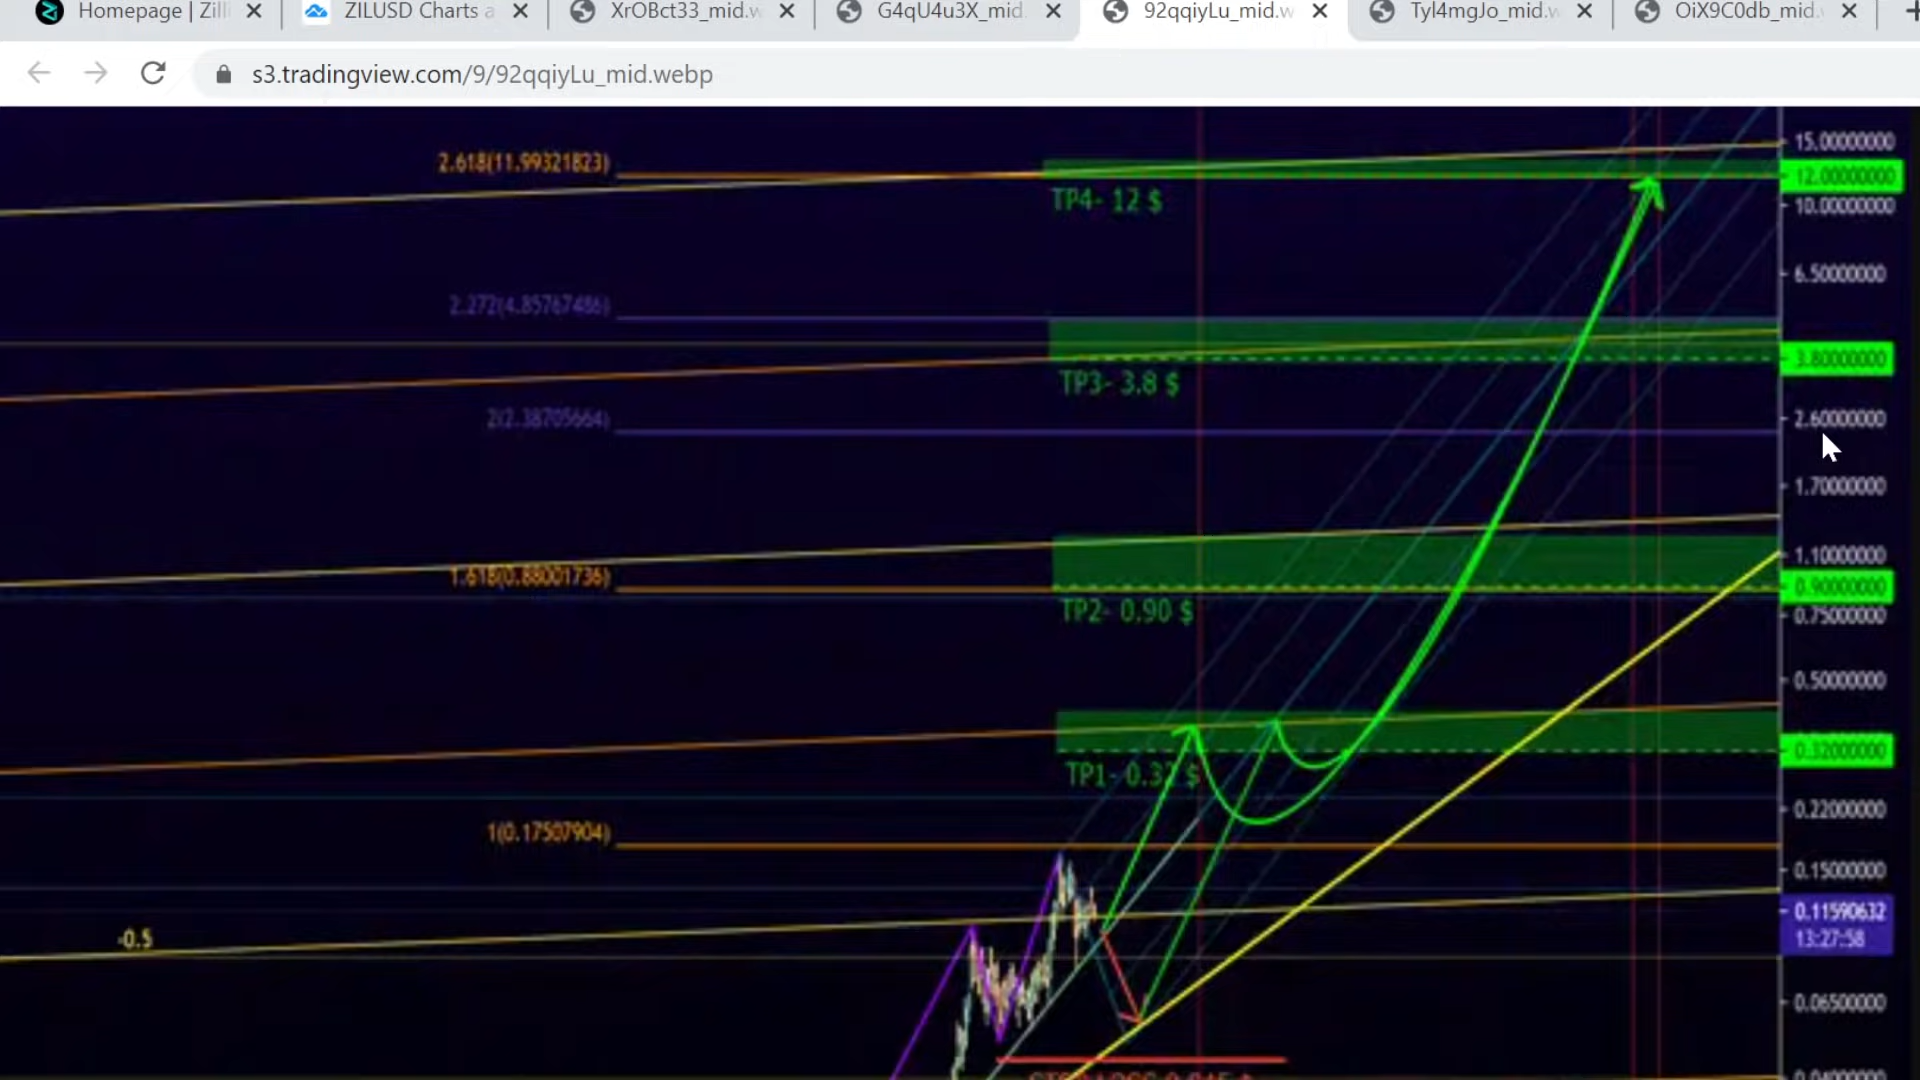 Homepage | Zilli
ZILUSD Charts a
XrOBct33_mid.w
G4qU4u3X_mid
92qqiyLu_mid.w
Tyl4mgJo_mid.w
OiX9C0db_mid.
s3.tradingview.com/9/92qqiyLu_mid.webp
2.618(11.99321823)
15.00000000
12.00000000
TP4- 12 $
10.00000000
6.50000000
2.272(4.85767486)
3.80000000
TP3- 3.8 $
2(2.38705664)
2.60000000
1.70000000
1.10000000
1.618(0.88001736)
0.90000000
TP2- 0.90 $
0.75000000
0.50000000
0.32000000
TP1- 0.32 $
0.22000000
1(0.17507904)
0.15000000
0.11590632
13:27:58
-0.5
0.06500000